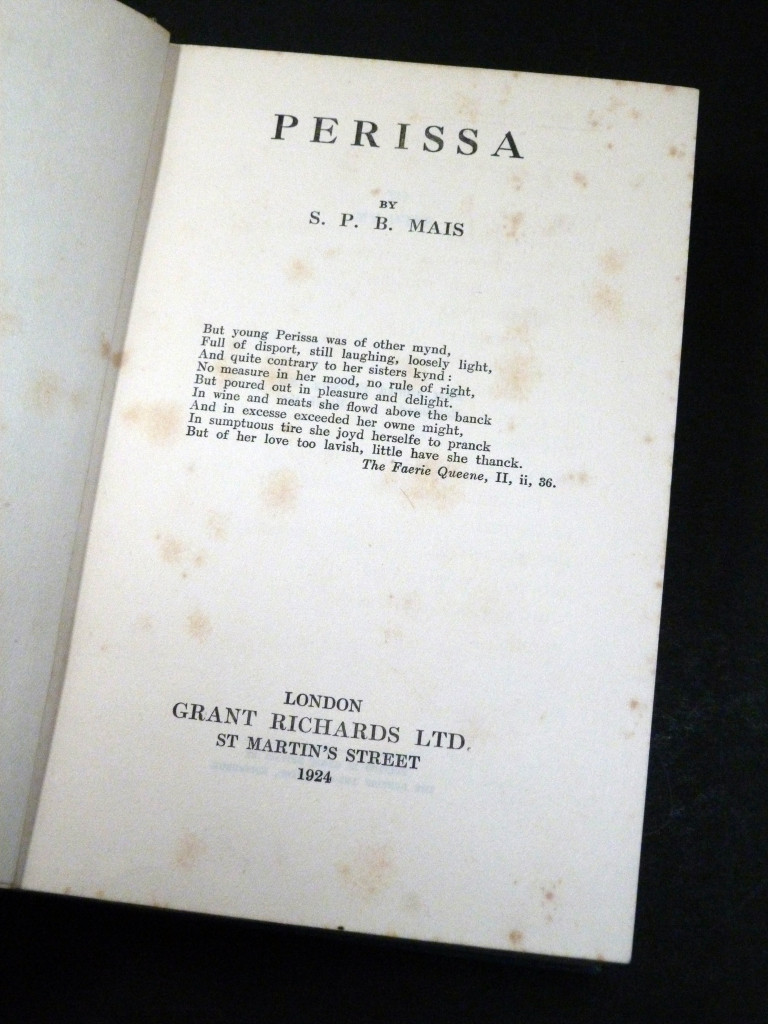 PERISSA
BY
S. P. B. MAIS
But young Perissa was of other mynd,
Full of disport, still laughing, loosely light,
And quite contrary to her sisters kynd:
No measure in her mood, no rule of right,
But poured out in pleasure and delight.
In wine and meats she flowd above the banck
And in excesse exceeded her owne might,
In sumptuous tire she joyd herselfe to pranck
But of her love too lavish, little have she thanck.
The Faerie Queene, II, ii, 36.
LONDON
GRANT RICHARDS LTD.
ST MARTIN'S STREET
1924